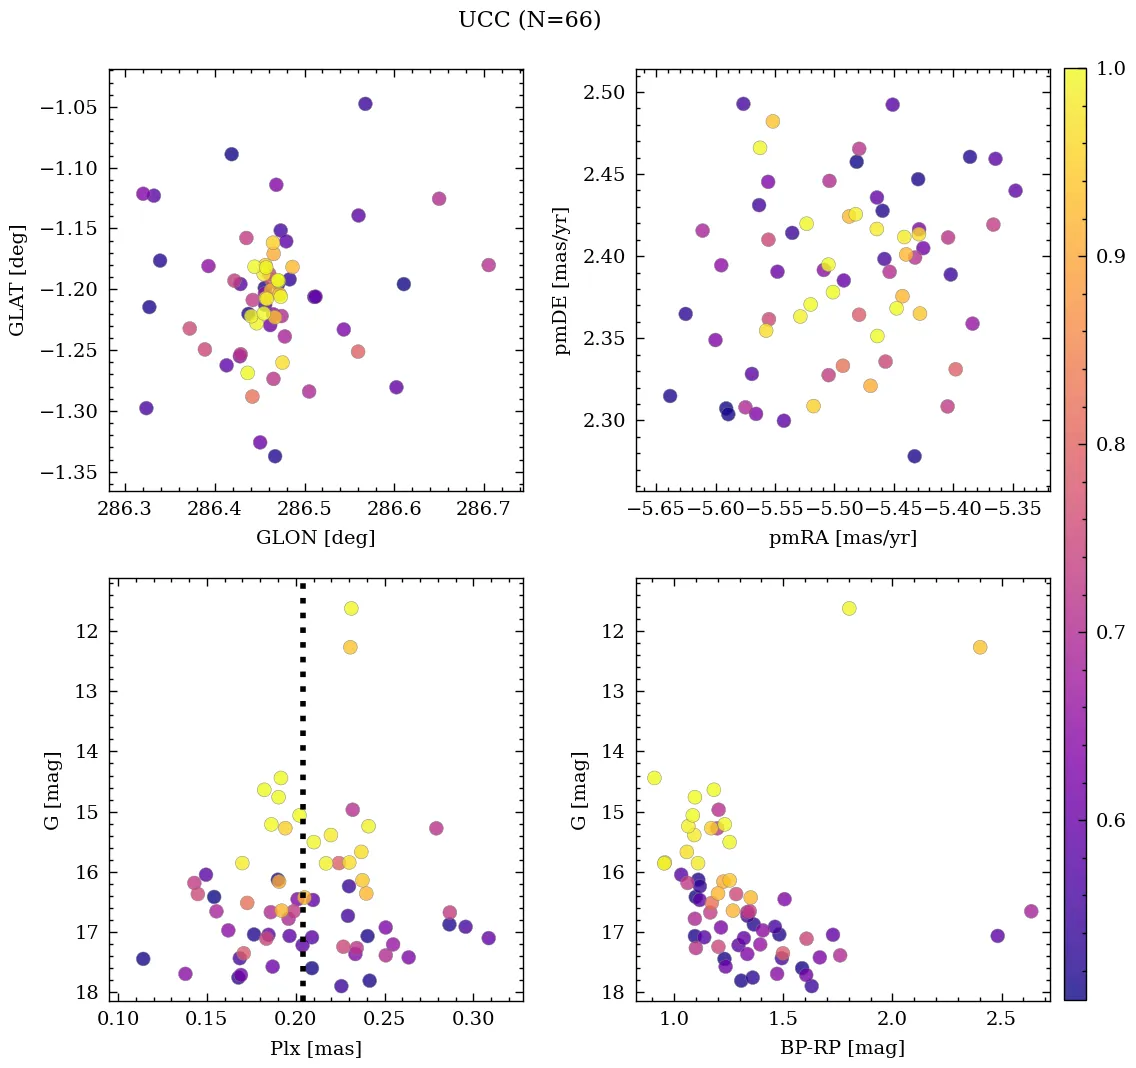 UCC (N=66)
−1.05
−1.10
−1.15
−1.20
−1.25
−1.30
−1.35
GLAT [deg]
286.3 286.4 286.5 286.6 286.7
GLON [deg]
2.50
2.45
2.40
2.35
2.30
pmDE [mas/yr]
−5.65 −5.60 −5.55 −5.50 −5.45 −5.40 −5.35
pmRA [mas/yr]
1.0
0.9
0.8
0.7
0.6
12
13
14
15
16
17
18
G [mag]
0.10 0.15 0.20 0.25 0.30
Plx [mas]
12
13
14
15
16
17
18
G [mag]
1.0 1.5 2.0 2.5
BP-RP [mag]